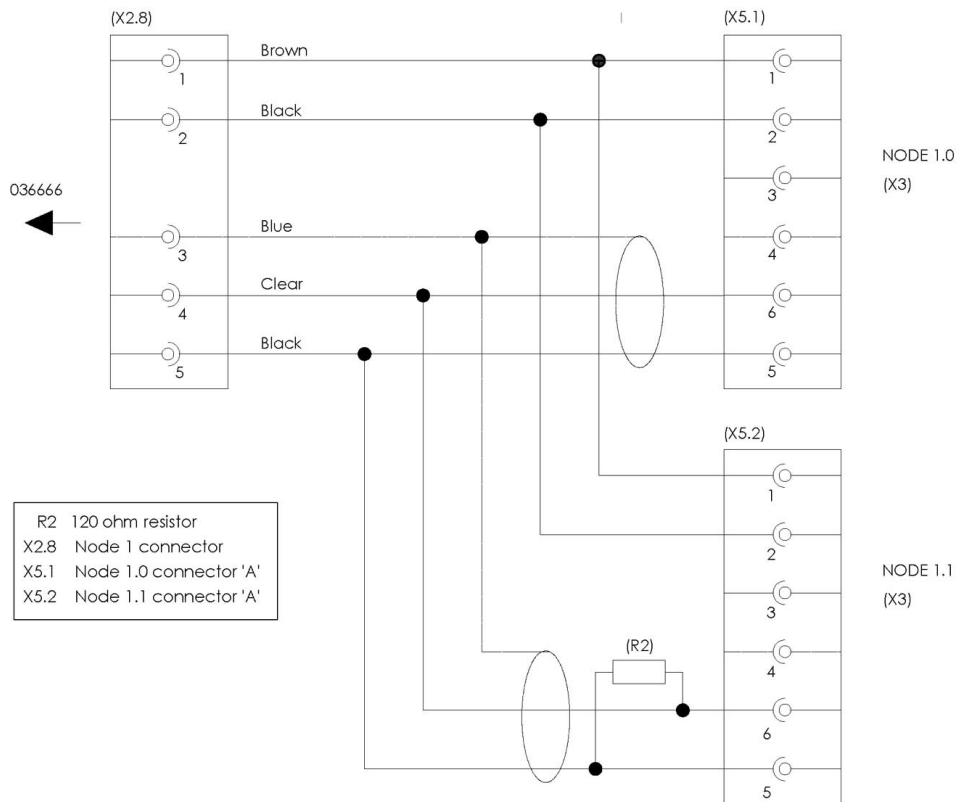 (X2.8)
(X5.1)
Brown
1
1
Black
2
2
NODE 1.0
3
(X3)
036666
Blue
3
4
Clear
4
6
Black
5
5
(X5.2)
1
R2 120 ohm resistor
X2.8 Node 1 connector
X5.1 Node 1.0 connector 'A'
X5.2 Node 1.1 connector 'A'
2
NODE 1.1
3
(X3)
(R2)
4
6
5